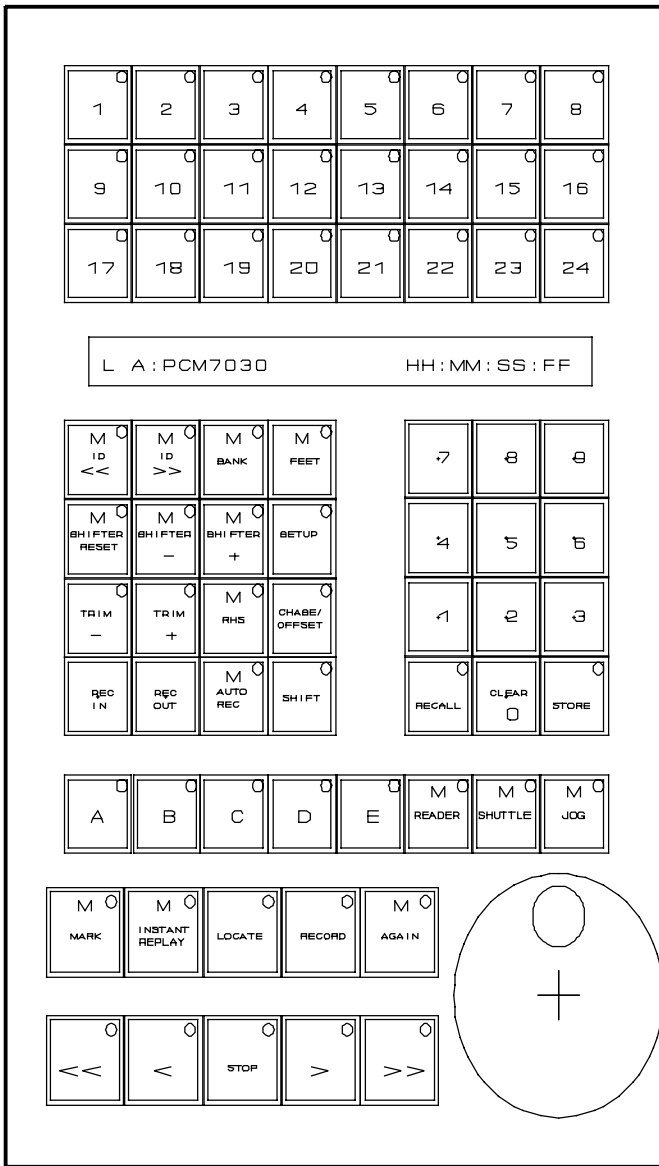 1 2 3 4 5 6 7 8
9 10 11 12 13 14 15 16
17 18 19 20 21 22 23 24
L A:PCM7030 HH:MM:SS:FF
M M M M
ID ID BANK FEET 7 8 9
<< >>
M M M
SHIFTER SHIFTER SHIFTER SETUP 4 5 6
RESET - +
M
TRIM TRIM RHS CHASE/ 1 2 3
- + OFFSET
M
REC REC AUTO SHIFT RECALL CLEAR STORE
IN OUT REC 0
M M M
A B C D E READER SHUTTLE JOG
M M M
MARK INSTANT LOCATE RECORD AGAIN
REPLAY
<< < STOP > >>